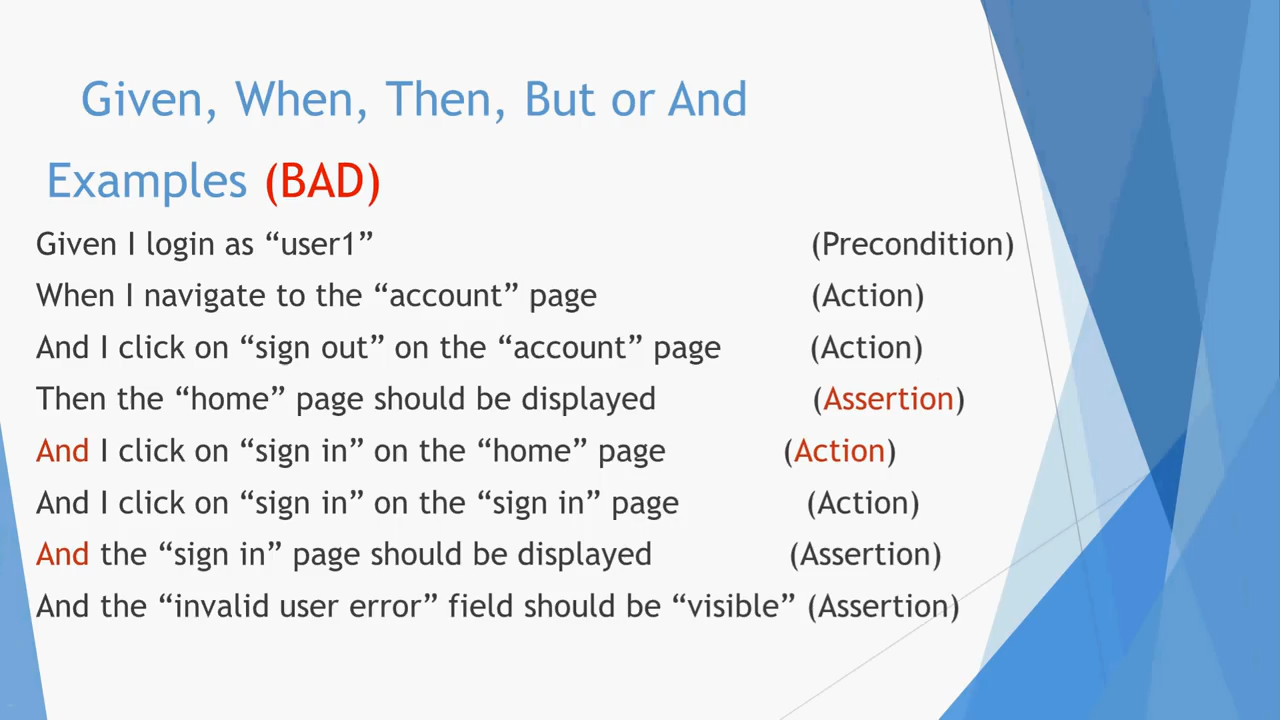 Given, When, Then, But or And
Examples (BAD)
Given I login as “user1” (Precondition)
When I navigate to the “account” page (Action)
And I click on “sign out” on the “account” page (Action)
Then the “home” page should be displayed (Assertion)
And I click on “sign in” on the “home” page (Action)
And I click on “sign in” on the “sign in” page (Action)
And the “sign in” page should be displayed (Assertion)
And the “invalid user error” field should be “visible” (Assertion)